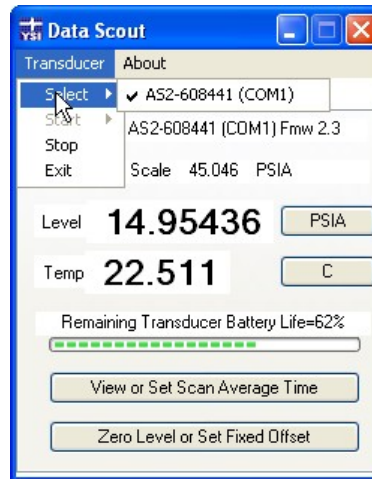 YSI Data Scout
Transducer About
Select ✓ AS2-608441 (COM1)
Start AS2-608441 (COM1) Fmw 2.3
Stop
Exit Scale 45.046 PSIA
Level 14.95436 PSIA
Temp 22.511 C
Remaining Transducer Battery Life=62%
View or Set Scan Average Time
Zero Level or Set Fixed Offset